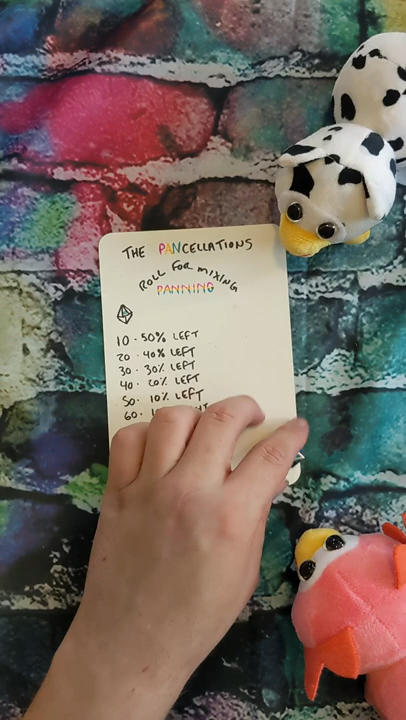 THE PANCELLATIONS
ROLL FOR MIXING
PANNING
10 · 50% LEFT
20 · 40% LEFT
30 · 30% LEFT
40 · 20% LEFT
50 · 10% LEFT
60 ·